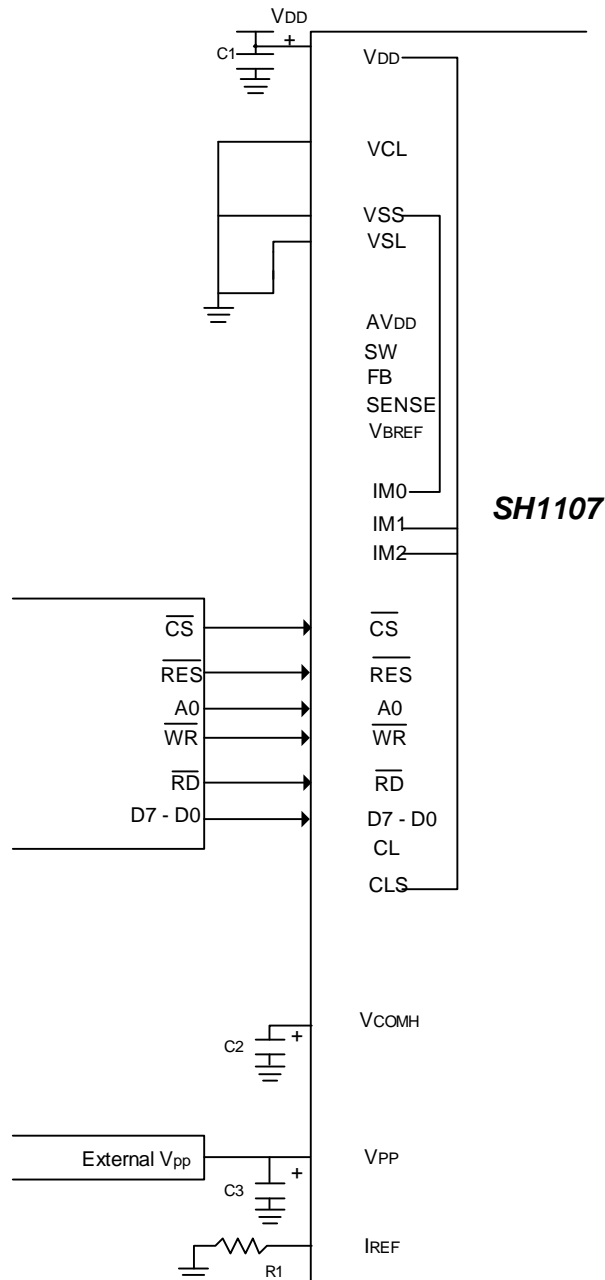 VDD
+
C1
VDD
VCL
VSS
VSL
AVDD
SW
FB
SENSE
VBREF
IM0
IM1
IM2
SH1107
CS CS
RES RES
A0 A0
WR WR
RD RD
D7 - D0 D7 - D0
CL
CLS
VCOMH
C2 +
External Vpp VPP
C3 +
IREF
R1